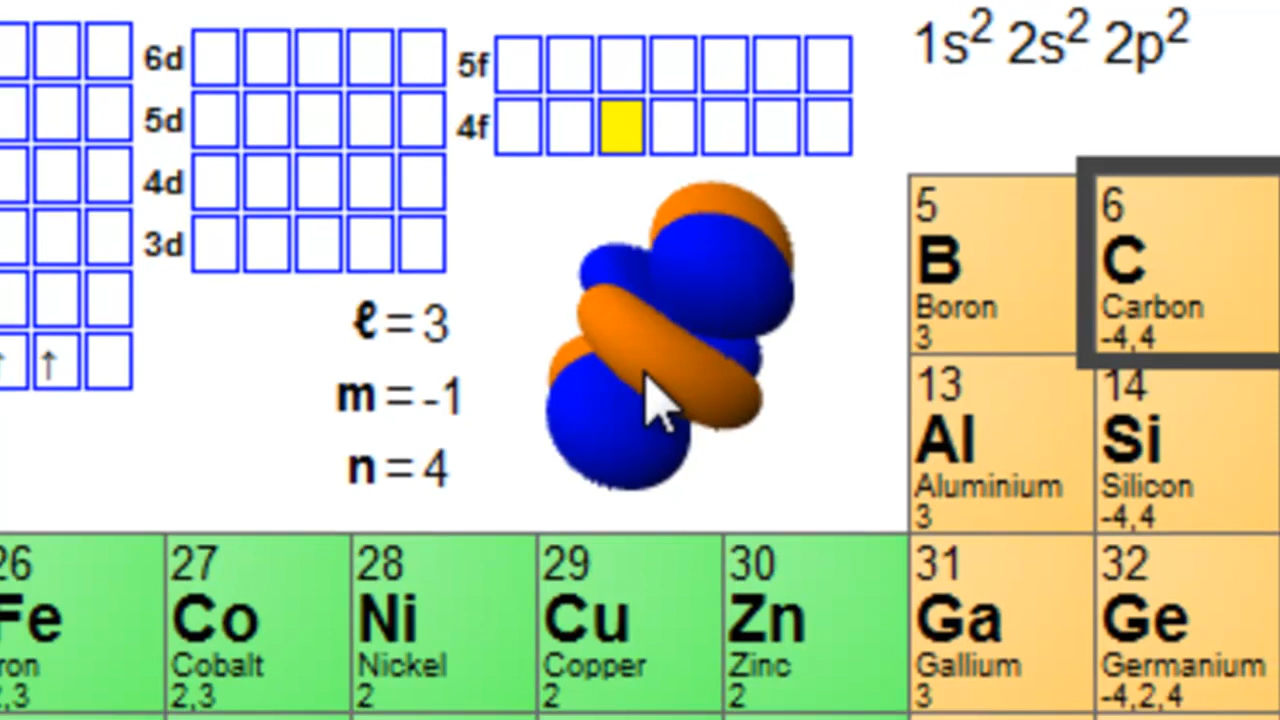 6d
5f
1s2 2s2 2p2
5d
4f
4d
3d
↑ ↑
ℓ = 3
m = -1
n = 4
5
B
Boron
3
6
C
Carbon
-4,4
13
Al
Aluminium
3
14
Si
Silicon
-4,4
26
Fe
ron
2,3
27
Co
Cobalt
2,3
28
Ni
Nickel
2
29
Cu
Copper
2
30
Zn
Zinc
2
31
Ga
Gallium
3
32
Ge
Germanium
-4,2,4